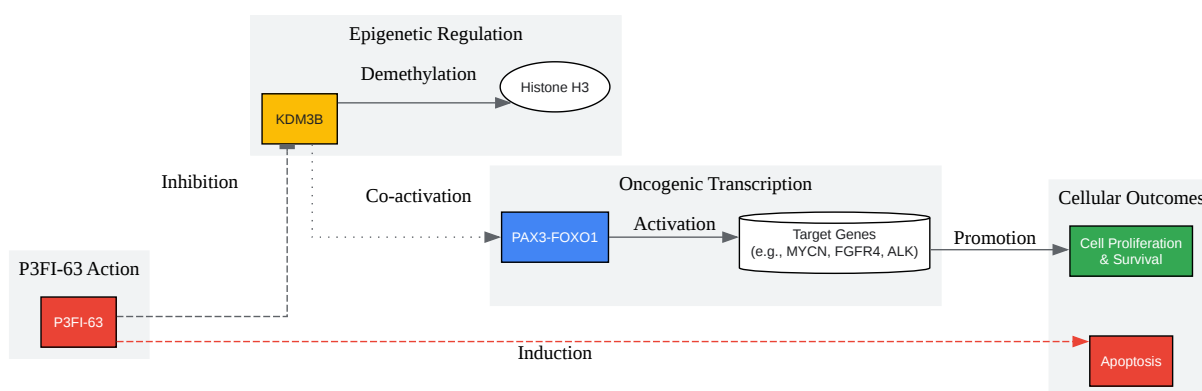 Epigenetic Regulation
Demethylation
Histone H3
KDM3B
Inhibition
Co-activation
Oncogenic Transcription
PAX3-FOXO1
Activation
Target Genes
(e.g., MYCN, FGFR4, ALK)
Promotion
Cellular Outcomes
Cell Proliferation
& Survival
P3FI-63 Action
P3FI-63
Induction
Apoptosis